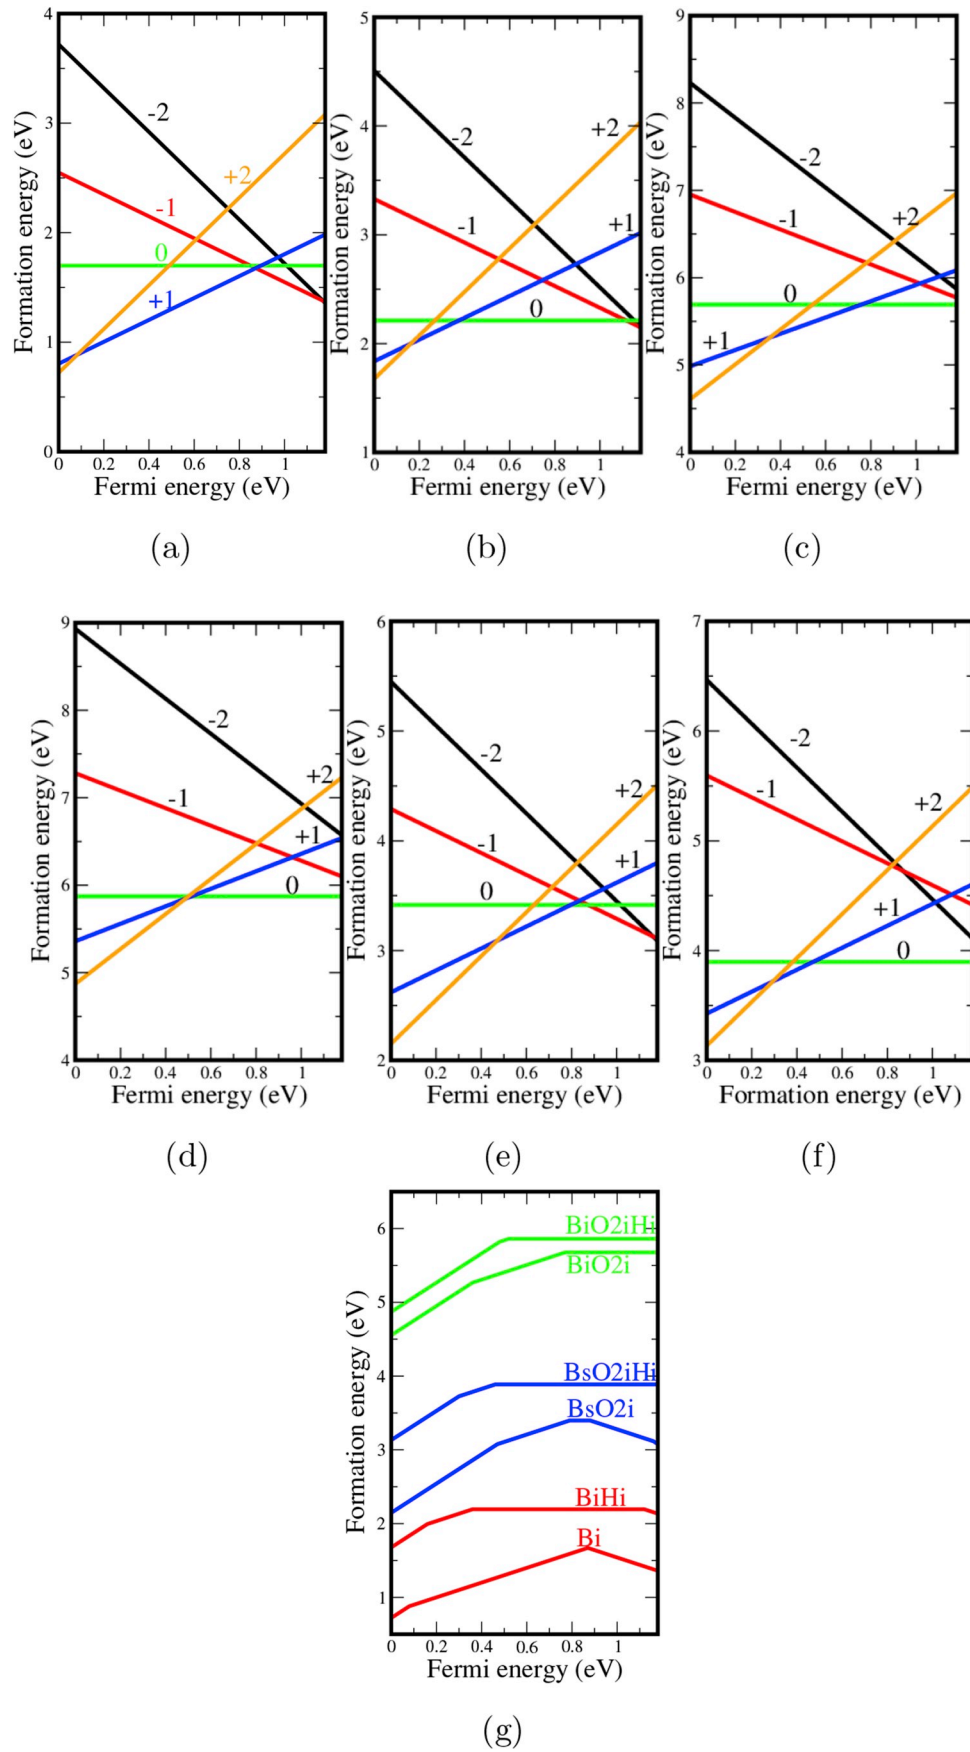 Formation energy (eV)
4
3
2
1
0
-2
+2
-1
0
+1
0 0.2 0.4 0.6 0.8 1
Fermi energy (eV)
(a)
Formation energy (eV)
5
4
3
2
1
-2
+2
-1
+1
0
0 0.2 0.4 0.6 0.8 1
Fermi energy (eV)
(b)
Formation energy (eV)
9
8
7
6
5
4
-2
-1
+2
0
+1
0 0.2 0.4 0.6 0.8 1
Fermi energy (eV)
(c)
Formation energy (eV)
9
8
7
6
5
4
-2
+2
-1
+1
0
0 0.2 0.4 0.6 0.8 1
Fermi energy (eV)
(d)
Formation energy (eV)
6
5
4
3
2
-2
+2
-1
+1
0
0 0.2 0.4 0.6 0.8 1
Fermi energy (eV)
(e)
Formation energy (eV)
7
6
5
4
3
-2
-1
+2
+1
0
0 0.2 0.4 0.6 0.8 1
Formation energy (eV)
(f)
Formation energy (eV)
6
5
4
3
2
1
BiO2iHi
BiO2i
BsO2iHi
BsO2i
BiHi
Bi
0 0.2 0.4 0.6 0.8 1
Fermi energy (eV)
(g)